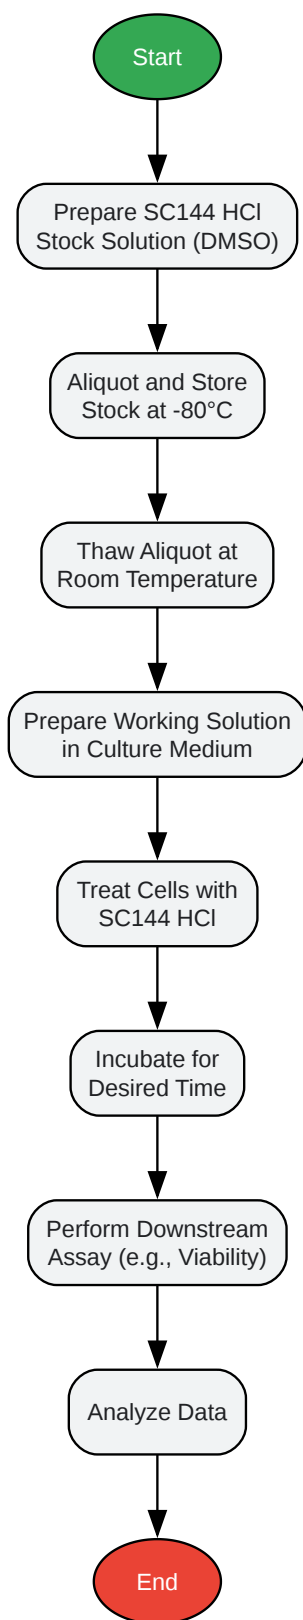 Start
Prepare SC144 HCl
Stock Solution (DMSO)
Aliquot and Store
Stock at -80°C
Thaw Aliquot at
Room Temperature
Prepare Working Solution
in Culture Medium
Treat Cells with
SC144 HCl
Incubate for
Desired Time
Perform Downstream
Assay (e.g., Viability)
Analyze Data
End